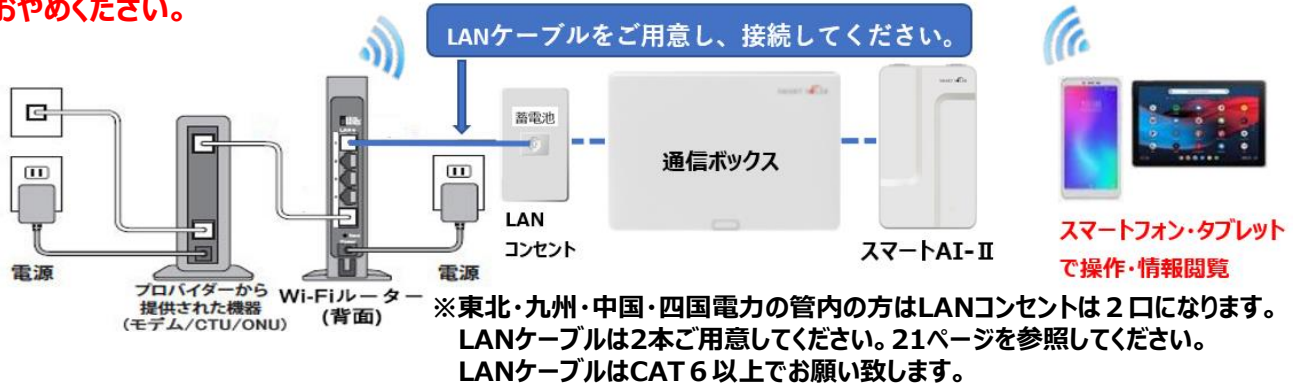 おやめください。
LANケーブルをご用意し、接続してください。
蓄電池
通信ボックス
LAN
コンセント
スマートAI-Ⅱ
スマートフォン・タブレット
で操作・情報閲覧
電源
プロバイダーから
提供された機器
(モデム/CTU/ONU)
Wi-Fiルーター
(背面)
電源
※東北・九州・中国・四国電力の管内の方はLANコンセントは２口になります。
LANケーブルは2本ご用意してください。21ページを参照してください。
LANケーブルはCAT６以上でお願い致します。